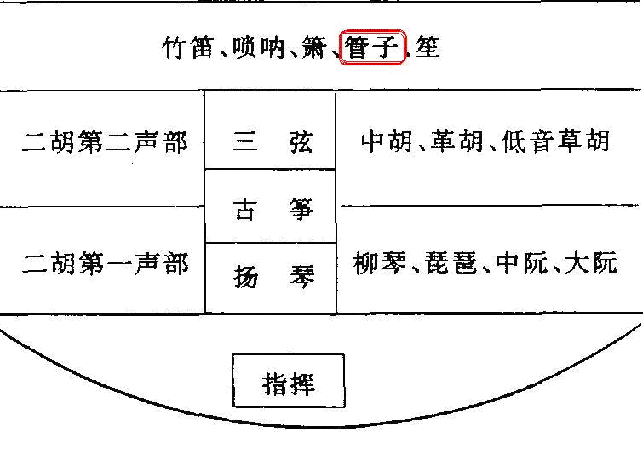 竹笛、唢呐、箫、管子、笙
二胡第二声部 三 弦 中胡、革胡、低音草胡
古 筝
二胡第一声部 扬 琴 柳琴、琵琶、中阮、大阮
指挥